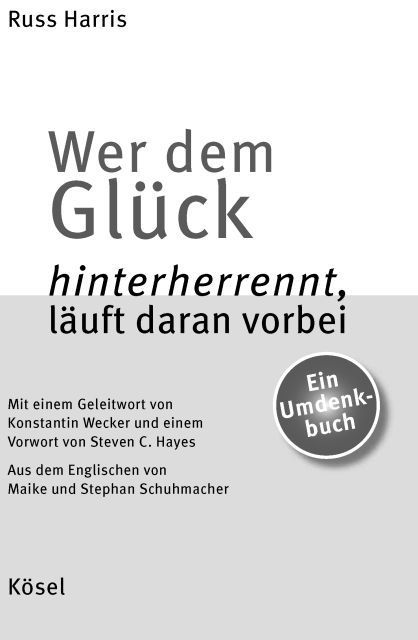 Russ Harris
Wer dem
Glück
hinterherrennt,
läuft daran vorbei
Ein
Umdenk-
buch
Mit einem Geleitwort von
Konstantin Wecker und einem
Vorwort von Steven C. Hayes
Aus dem Englischen von
Maike und Stephan Schuhmacher
Kösel